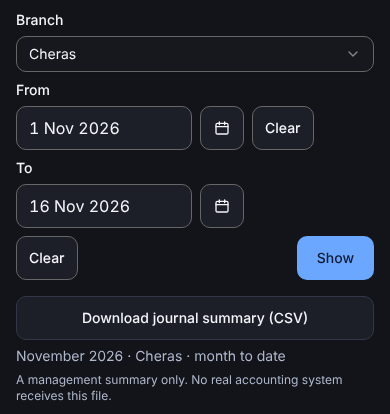 Branch
Cheras
From
1 Nov 2026
Clear
To
16 Nov 2026
Clear
Show
Download journal summary (CSV)
November 2026 · Cheras · month to date
A management summary only. No real accounting system
receives this file.